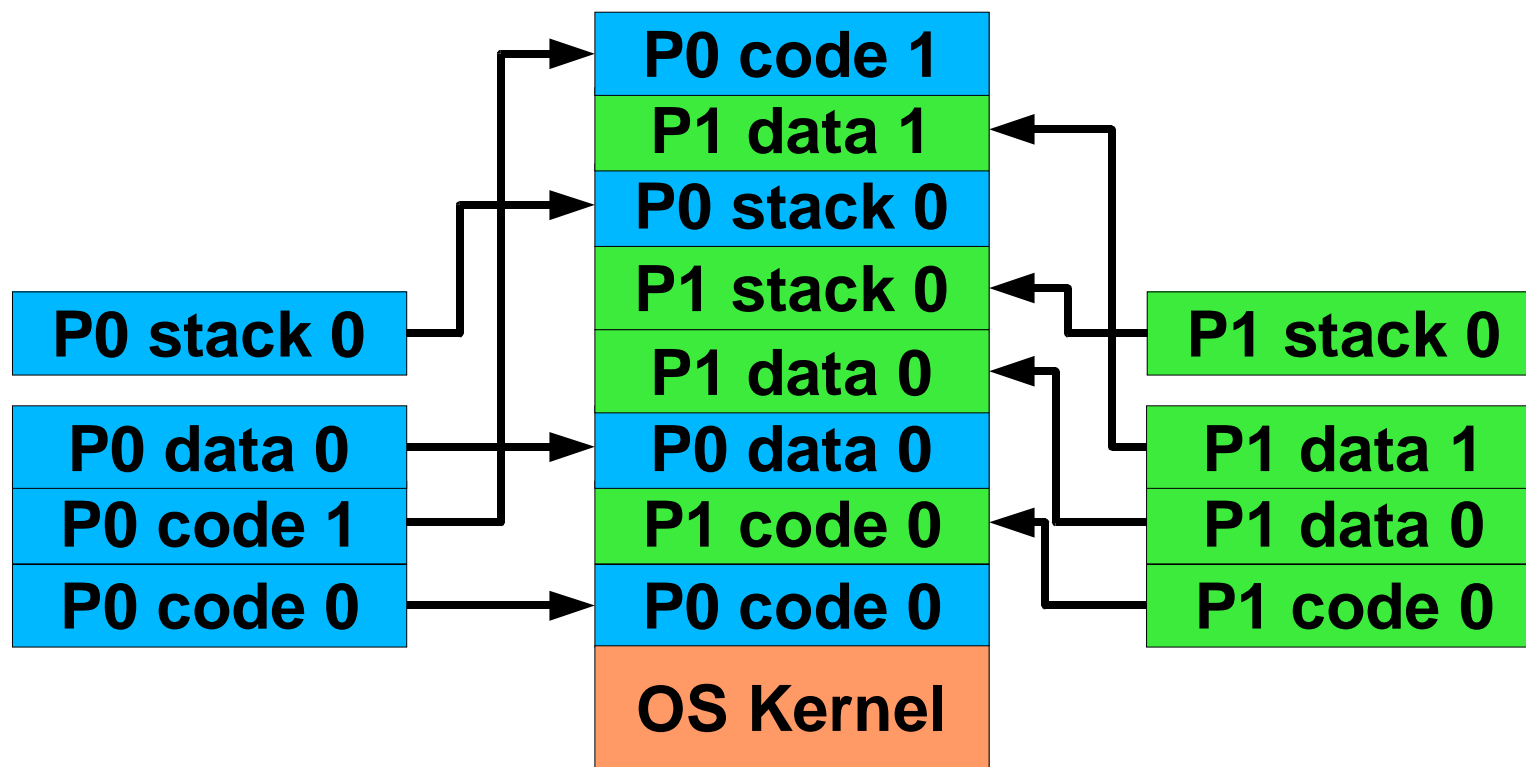 P0 stack 0
P0 data 0
P0 code 1
P0 code 0
P0 code 1
P1 data 1
P0 stack 0
P1 stack 0
P1 data 0
P0 data 0
P1 code 0
P0 code 0
OS Kernel
P1 stack 0
P1 data 1
P1 data 0
P1 code 0